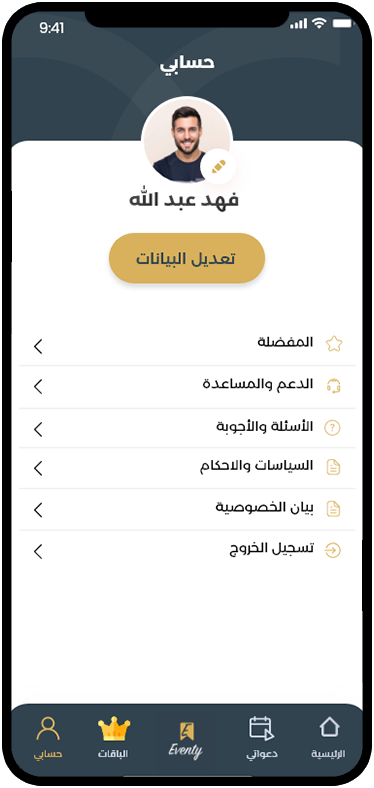 9:41
حسابي
فهد عبد الله
تعديل البيانات
المفضلة
الدعم والمساعدة
الأسئلة والأجوبة
السياسات والاحكام
بيان الخصوصية
تسجيل الخروج
الرئيسية
دعواتي
Eventy
الباقات
حسابي